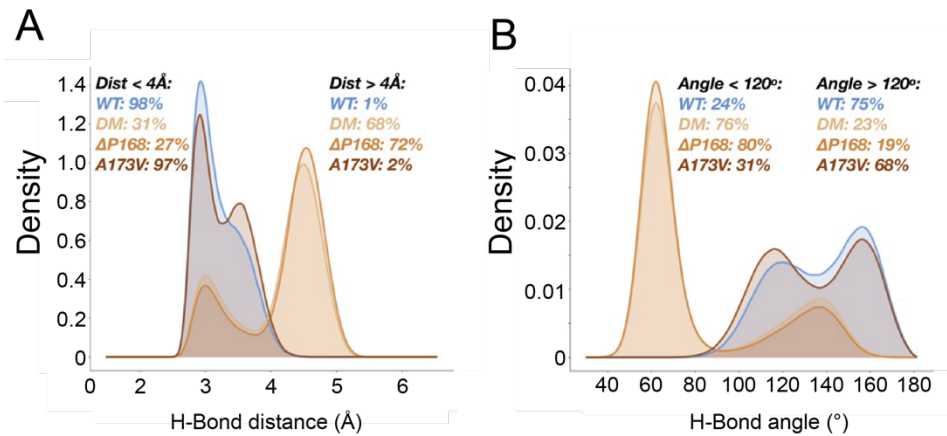 A
Density
1.4
1.2
1.0
0.8
0.6
0.4
0.2
0
Dist < 4Å:
WT: 98%
DM: 31%
ΔP168: 27%
A173V: 97%
Dist > 4Å:
WT: 1%
DM: 68%
ΔP168: 72%
A173V: 2%
0 2 3 4 5 6
H-Bond distance (Å)
B
Density
0.04
0.03
0.02
0.01
0
Angle < 120º:
WT: 24%
DM: 76%
ΔP168: 80%
A173V: 31%
Angle > 120º:
WT: 75%
DM: 23%
ΔP168: 19%
A173V: 68%
40 60 80 100 120 140 160 180
H-Bond angle (°)